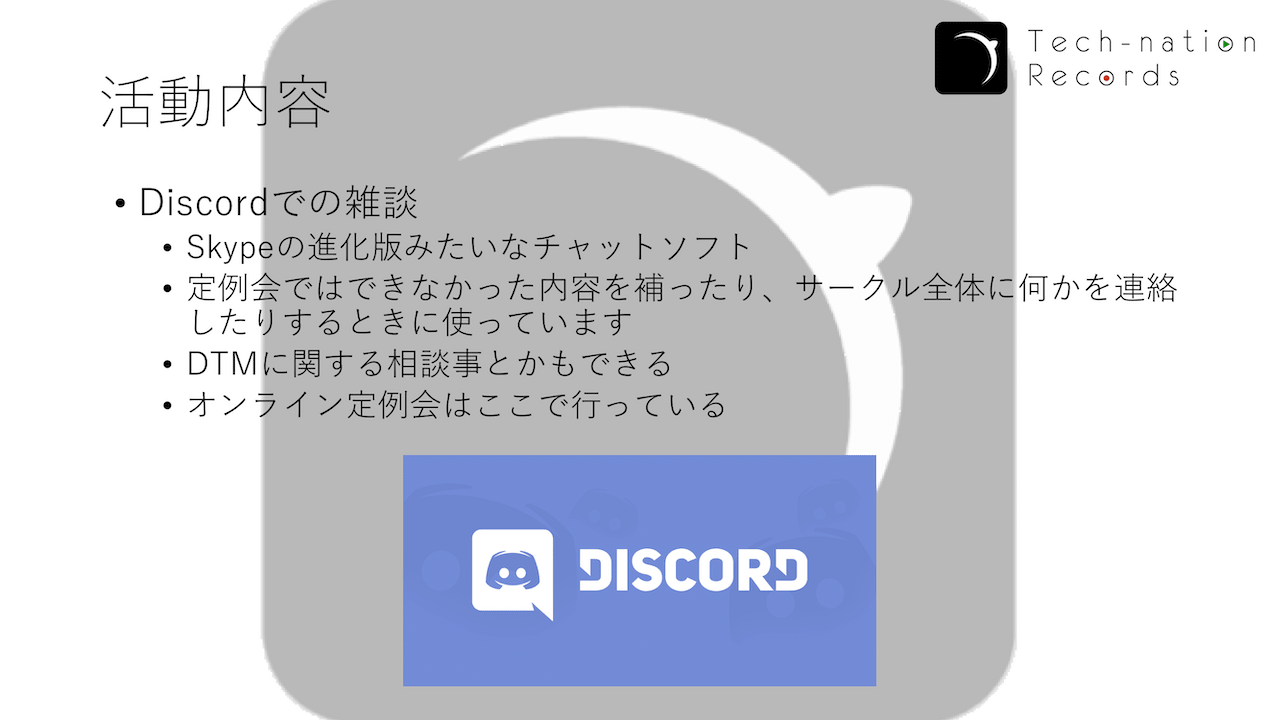 Tech-nation
Records
活動内容
• Discordでの雑談
• Skypeの進化版みたいなチャットソフト
• 定例会ではできなかった内容を補ったり、サークル全体に何かを連絡
したりするときに使っています
• DTMに関する相談事とかもできる
• オンライン定例会はここで行っている
DISCORD